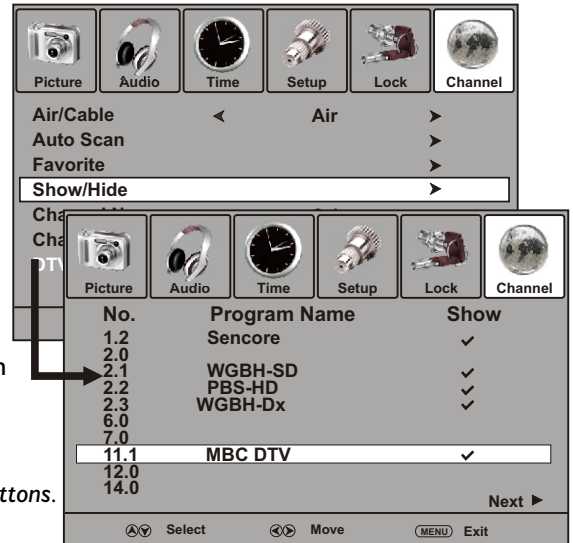 Picture Audio Time Setup Lock Channel
Air/Cable Air
Auto Scan
Favorite
Show/Hide
Cha
Cha
DTV
Picture Audio Time Setup Lock Channel
No. Program Name Show
1.2 Sencore ✓
2.0
2.1 WGBH-SD ✓
2.2 PBS-HD ✓
2.3 WGBH-Dx ✓
6.0
7.0
11.1 MBC DTV ✓
12.0
14.0
Next ►
Select Move MENU Exit
n
ttons.